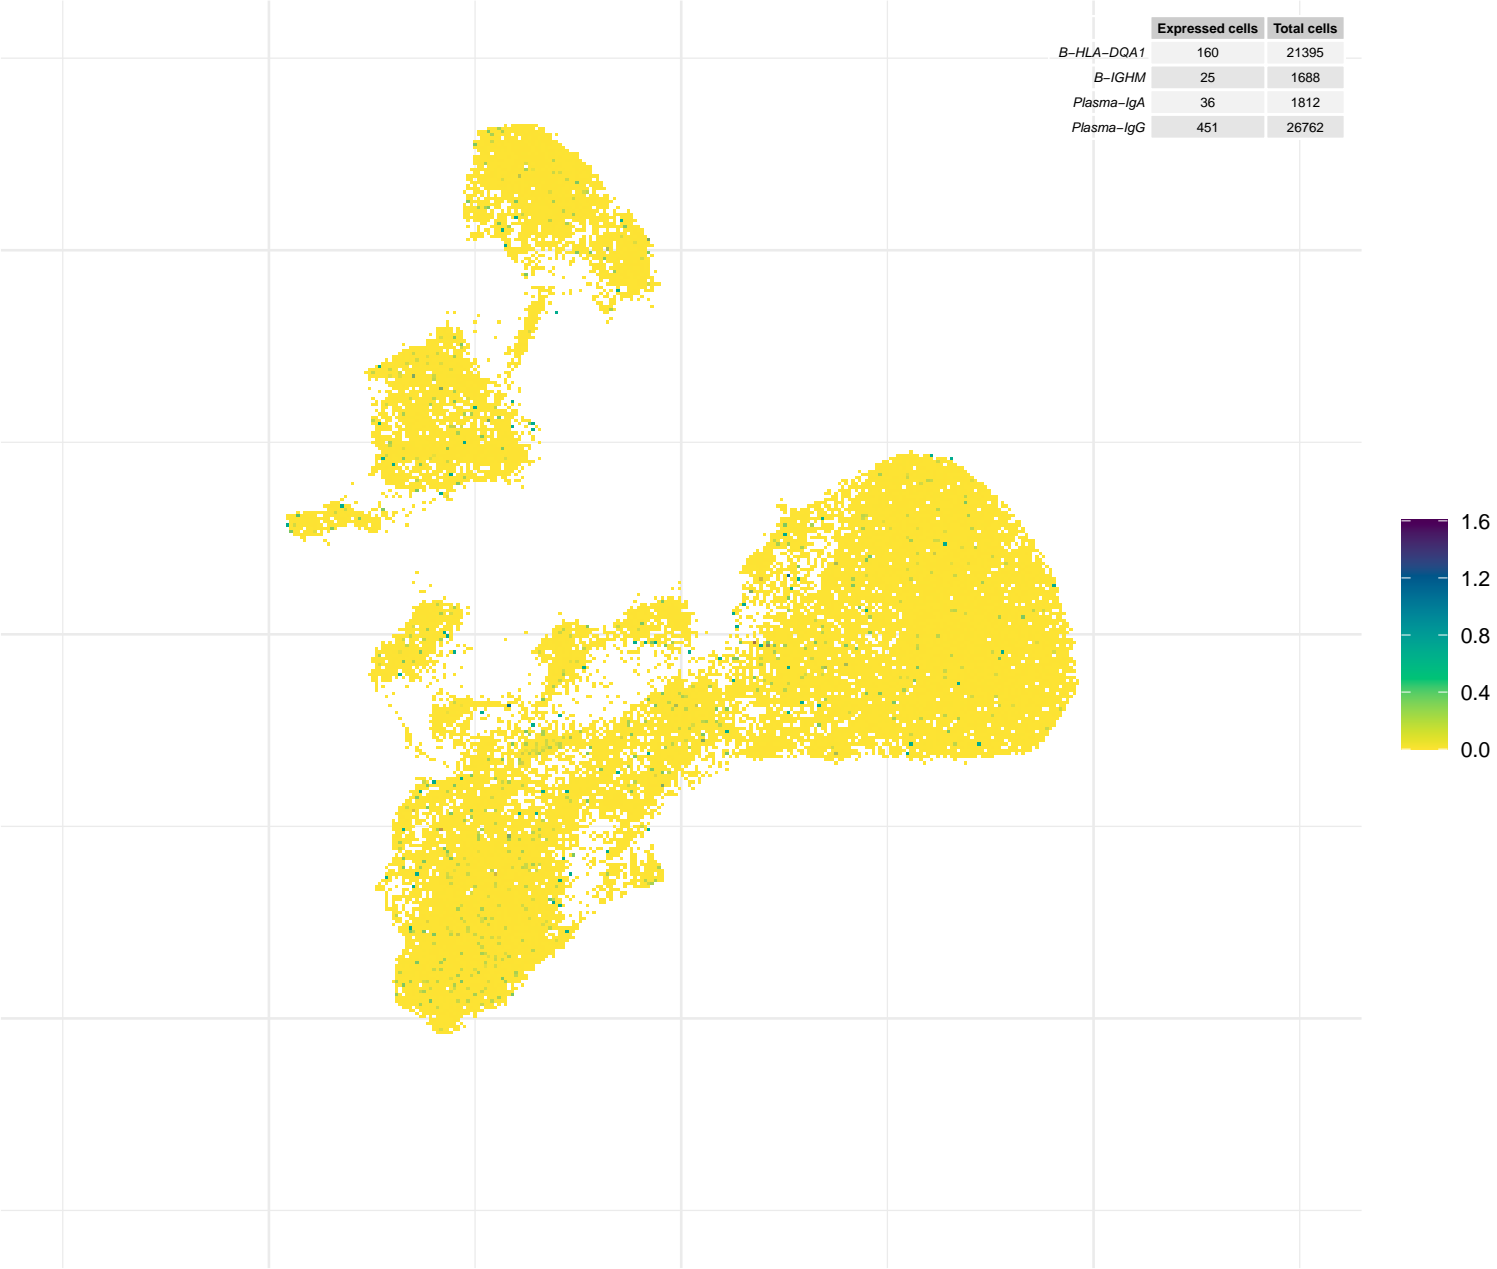 Expressed cells Total cells
B−HLA−DQA1 160 21395
B−IGHM 25 1688
Plasma−IgA 36 1812
Plasma−IgG 451 26762
1.6
1.2
0.8
0.4
0.0